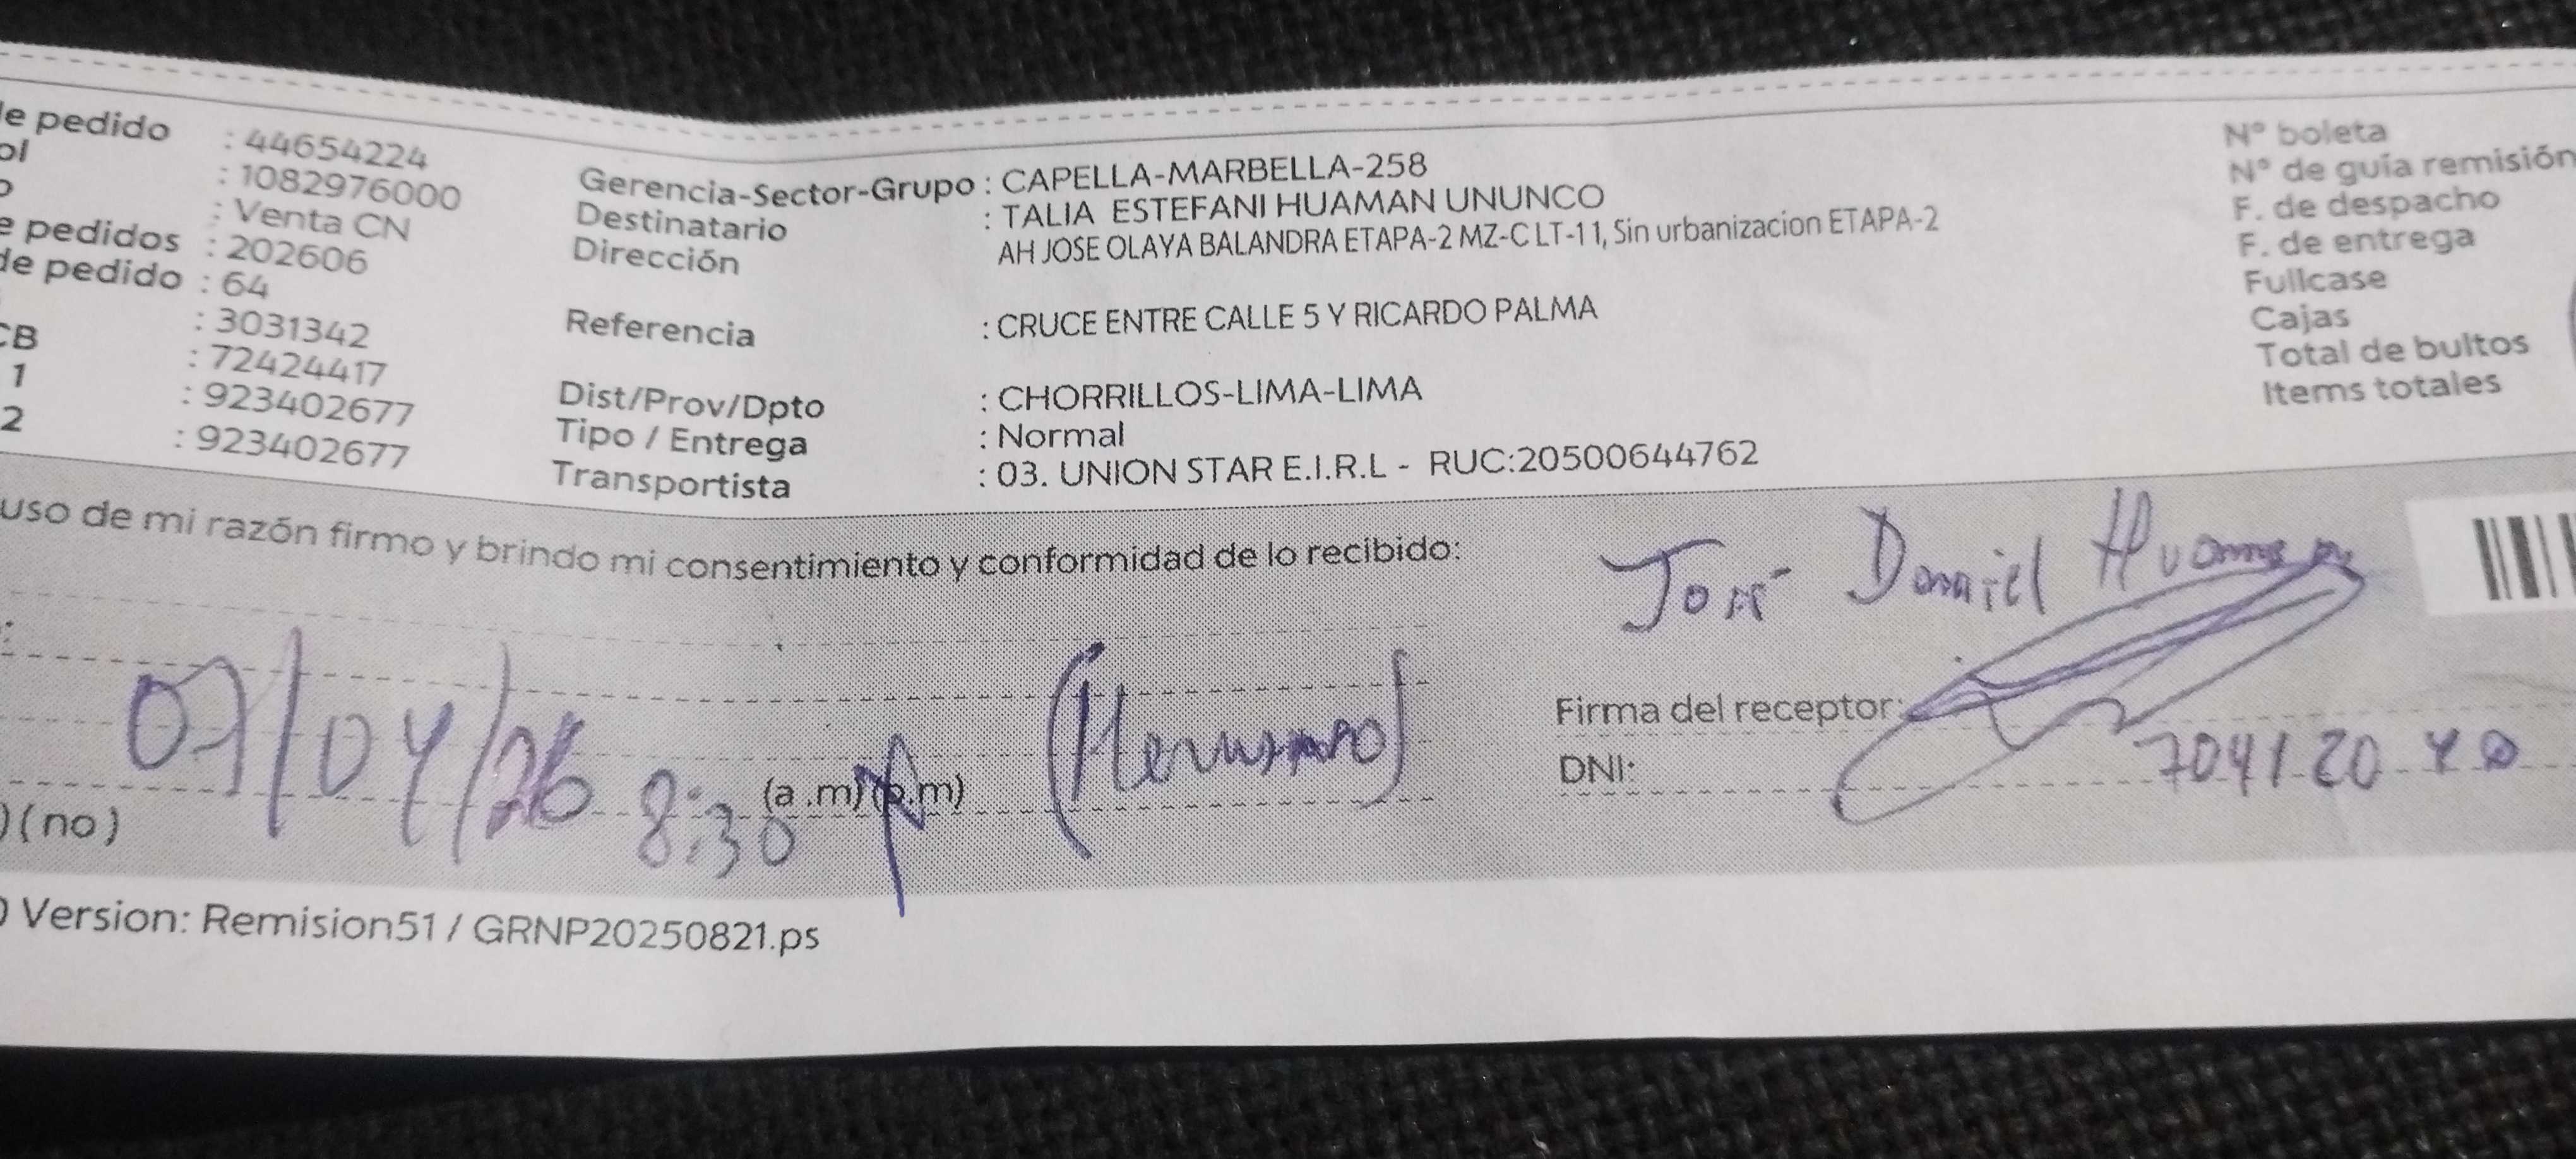 de pedido : 44654224
ol : 1082976000
o : Venta CN
e pedidos : 202606
de pedido : 64
: 3031342
CB : 72424417
1 : 923402677
2 : 923402677
Gerencia-Sector-Grupo : CAPELLA-MARBELLA-258
Destinatario : TALIA ESTEFANI HUAMAN UNUNCO
Dirección AH JOSE OLAYA BALANDRA ETAPA-2 MZ-C LT-11, Sin urbanizacion ETAPA-2
Referencia : CRUCE ENTRE CALLE 5 Y RICARDO PALMA
Dist/Prov/Dpto : CHORRILLOS-LIMA-LIMA
Tipo / Entrega : Normal
Transportista : 03. UNION STAR E.I.R.L - RUC:20500644762
Nº boleta
Nº de guía remisión
F. de despacho
F. de entrega
Fullcase
Cajas
Total de bultos
Items totales
uso de mi razón firmo y brindo mi consentimiento y conformidad de lo recibido:
José Daniel
07/04/26 8:30 (a.m) (p.m) (Hermano)
Firma del receptor:
DNI:
) (no)
) Version: Remision51 / GRNP20250821.ps